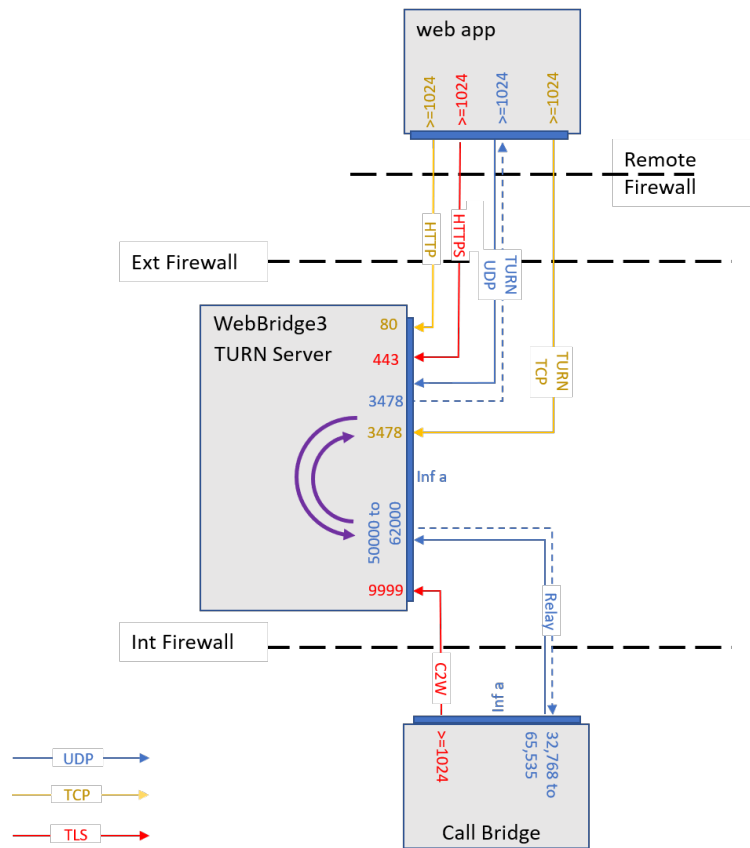 web app
>=1024
>=1024
>=1024
>=1024
Remote
Firewall
HTTP
HTTPS
TURN
UDP
Ext Firewall
WebBridge3
TURN Server
80
443
3478
3478
TURN
TCP
Inf a
50000 to
62000
9999
Relay
Int Firewall
C2W
Inf a
>=1024
32,768 to
65,535
Call Bridge
UDP
TCP
TLS